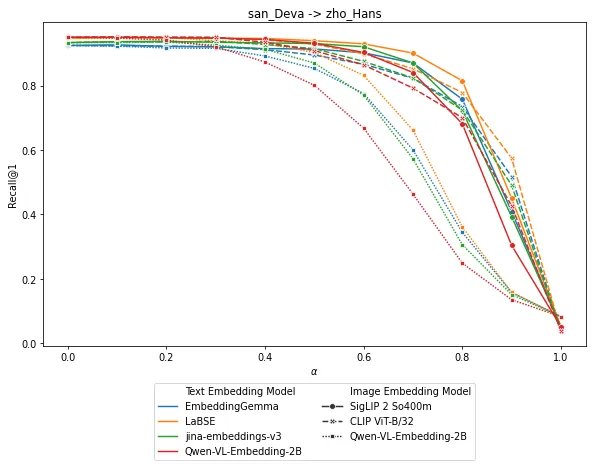 san_Deva -> zho_Hans
Recall@1
0.8
0.6
0.4
0.2
0.0
0.0 0.2 0.4 0.6 0.8 1.0
α
Text Embedding Model
EmbeddingGemma
LaBSE
jina-embeddings-v3
Qwen-VL-Embedding-2B
Image Embedding Model
SigLIP 2 So400m
CLIP ViT-B/32
Qwen-VL-Embedding-2B